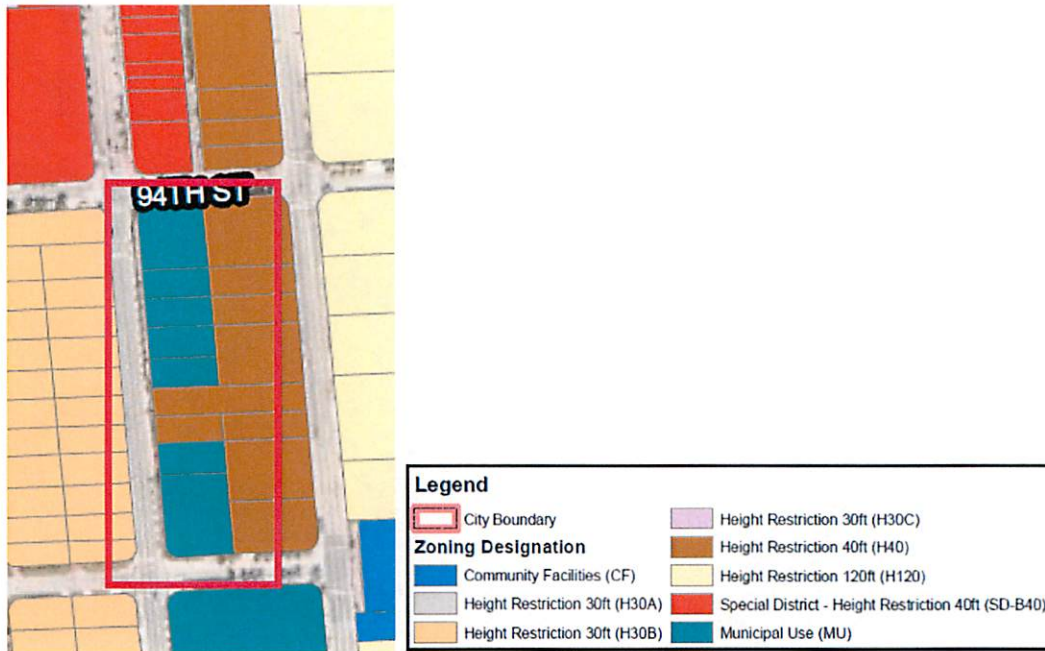 94TH ST
Legend
City Boundary
Zoning Designation
Community Facilities (CF)
Height Restriction 30ft (H30A)
Height Restriction 30ft (H30B)
Height Restriction 30ft (H30C)
Height Restriction 40ft (H40)
Height Restriction 120ft (H120)
Special District - Height Restriction 40ft (SD-B40)
Municipal Use (MU)